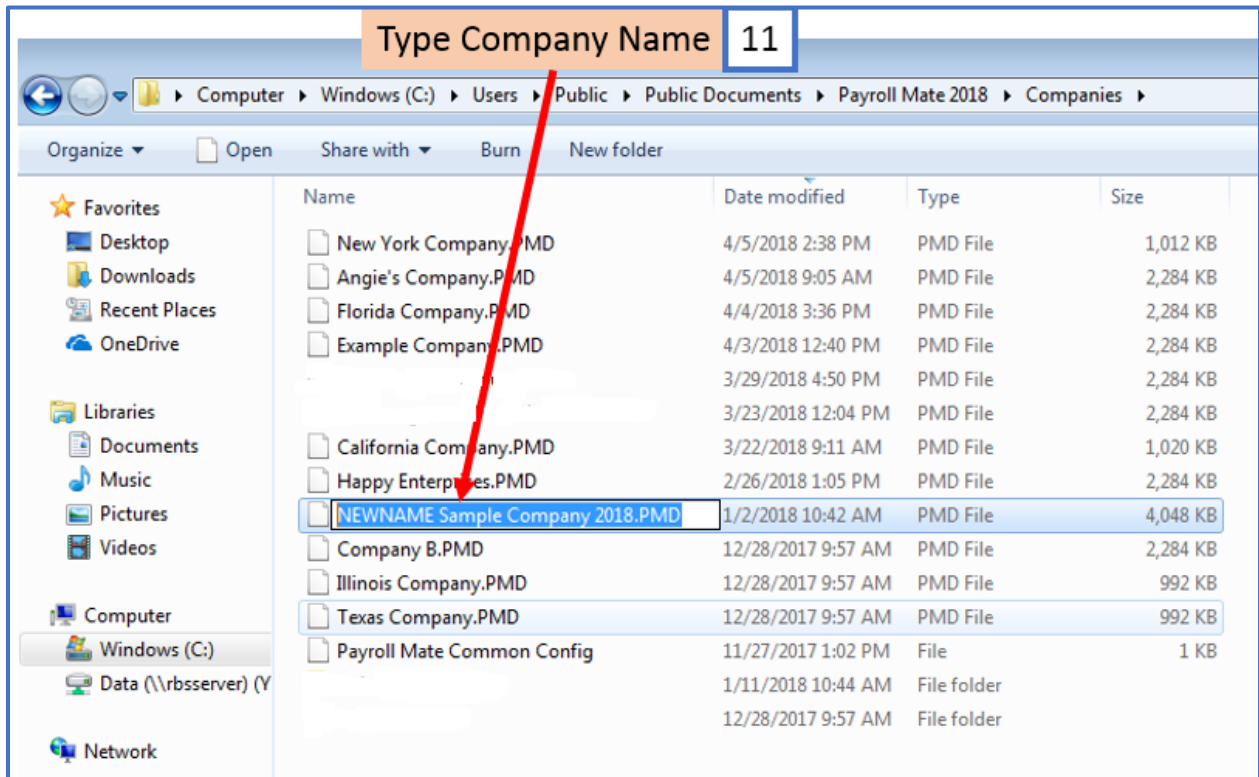 Type Company Name 11
Computer Windows (C:) Users Public Public Documents Payroll Mate 2018 Companies
Organize Open Share with Burn New folder
Favorites
Desktop
Downloads
Recent Places
OneDrive
Libraries
Documents
Music
Pictures
Videos
Computer
Windows (C:)
Data (\\rbsserver) (Y
Network
Name Date modified Type Size
New York Company.PMD 4/5/2018 2:38 PM PMD File 1,012 KB
Angie's Company.PMD 4/5/2018 9:05 AM PMD File 2,284 KB
Florida Company.PMD 4/4/2018 3:36 PM PMD File 2,284 KB
Example Company.PMD 4/3/2018 12:40 PM PMD File 2,284 KB
3/29/2018 4:50 PM PMD File 2,284 KB
3/23/2018 12:04 PM PMD File 2,284 KB
California Company.PMD 3/22/2018 9:11 AM PMD File 1,020 KB
Happy Enterprises.PMD 2/26/2018 1:05 PM PMD File 2,284 KB
NEWNAME Sample Company 2018.PMD 1/2/2018 10:42 AM PMD File 4,048 KB
Company B.PMD 12/28/2017 9:57 AM PMD File 2,284 KB
Illinois Company.PMD 12/28/2017 9:57 AM PMD File 992 KB
Texas Company.PMD 12/28/2017 9:57 AM PMD File 992 KB
Payroll Mate Common Config 11/27/2017 1:02 PM File 1 KB
1/11/2018 10:44 AM File folder
12/28/2017 9:57 AM File folder